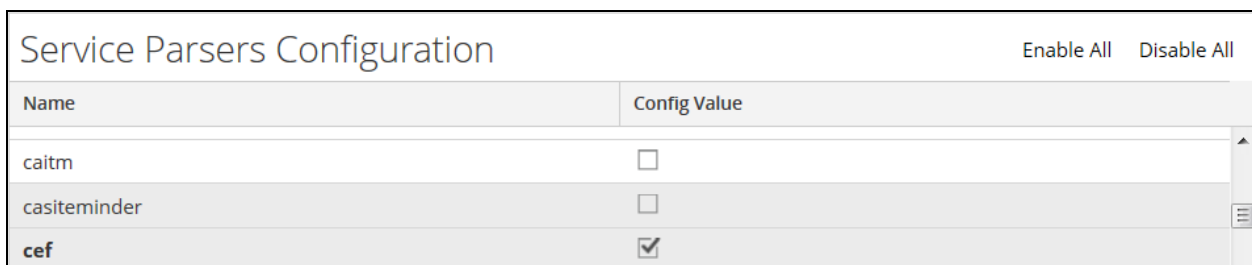 Service Parsers Configuration Enable All Disable All
Name Config Value
caitm
casiteminder
cef